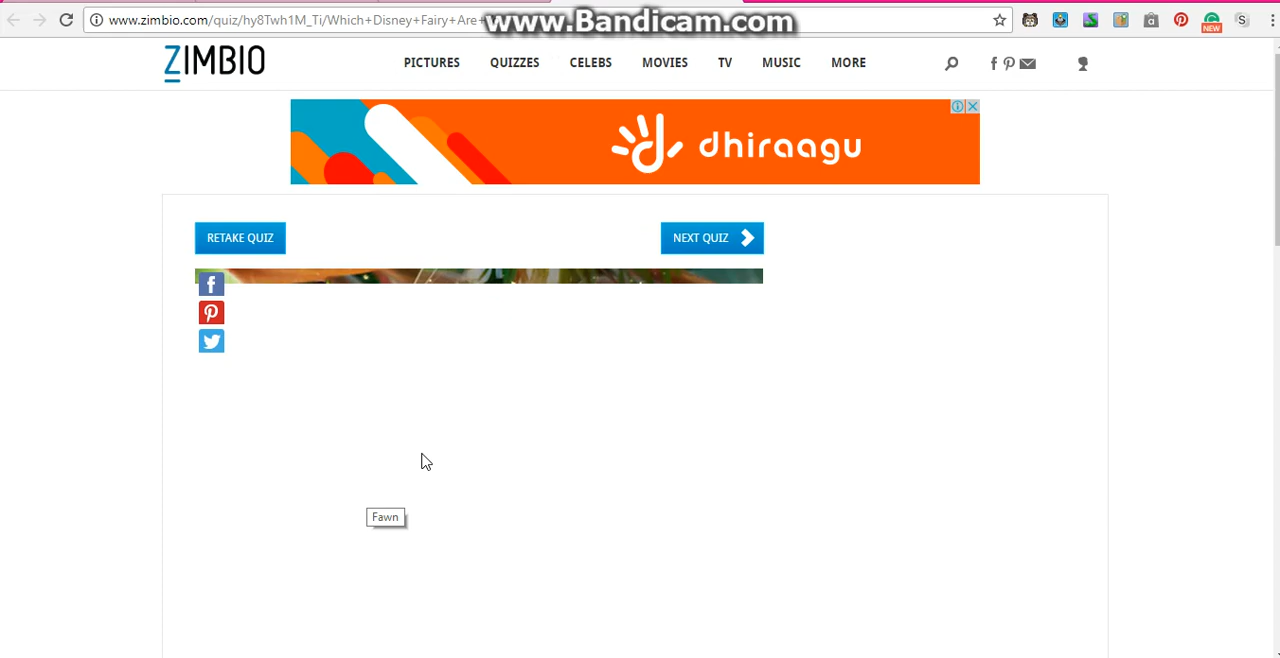 www.zimbio.com/quiz/hy8Twh1M_Ti/Which+Disney+Fairy+Are+
www.Bandicam.com
NEW
S
ZIMBIO
PICTURES QUIZZES CELEBS MOVIES TV MUSIC MORE
dhiraagu
RETAKE QUIZ
NEXT QUIZ
Fawn